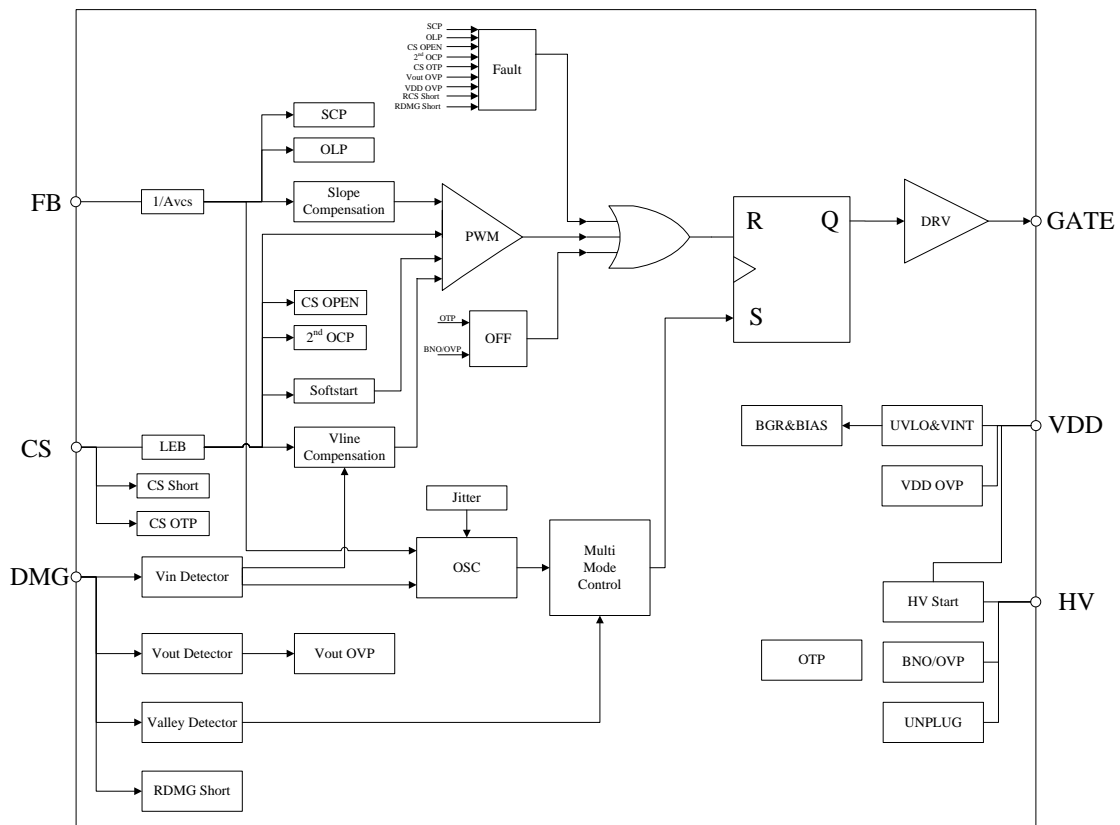 SCP
OLP
CS OPEN
2nd OCP
CS OTP
Vout OVP
VDD OVP
RCS Short
RDMG Short
Fault
SCP
OLP
FB
1/Avcs
Slope
Compensation
PWM
R
Q
S
DRV
GATE
CS OPEN
2nd OCP
OTP
BNO/OVP
OFF
Softstart
CS
LEB
Vline
Compensation
BGR&BIAS
UVLO&VINT
VDD
VDD OVP
CS Short
CS OTP
Jitter
DMG
Vin Detector
OSC
Multi
Mode
Control
HV Start
HV
Vout Detector
Vout OVP
OTP
BNO/OVP
Valley Detector
UNPLUG
RDMG Short